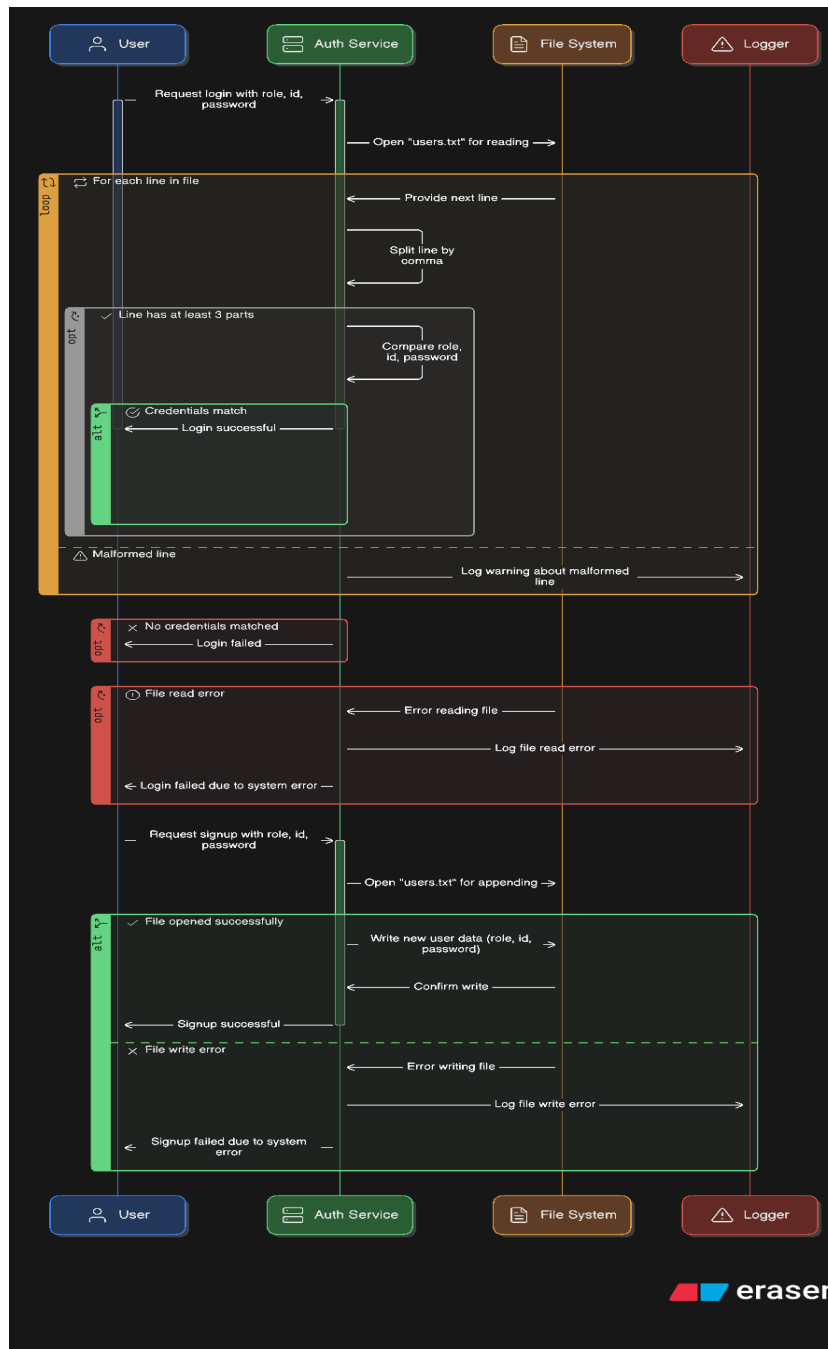 User
Auth Service
File System
Logger
Request login with role, id,
password
Open "users.txt" for reading
loop
For each line in file
Provide next line
Split line by
comma
opt
Line has at least 3 parts
Compare role,
id, password
alt
Credentials match
Login successful
Malformed line
Log warning about malformed
line
opt
No credentials matched
Login failed
opt
File read error
Error reading file
Log file read error
Login failed due to system error
Request signup with role, id,
password
Open "users.txt" for appending
alt
File opened successfully
Write new user data (role, id,
password)
Confirm write
Signup successful
File write error
Error writing file
Log file write error
Signup failed due to system
error
User
Auth Service
File System
Logger
eraser